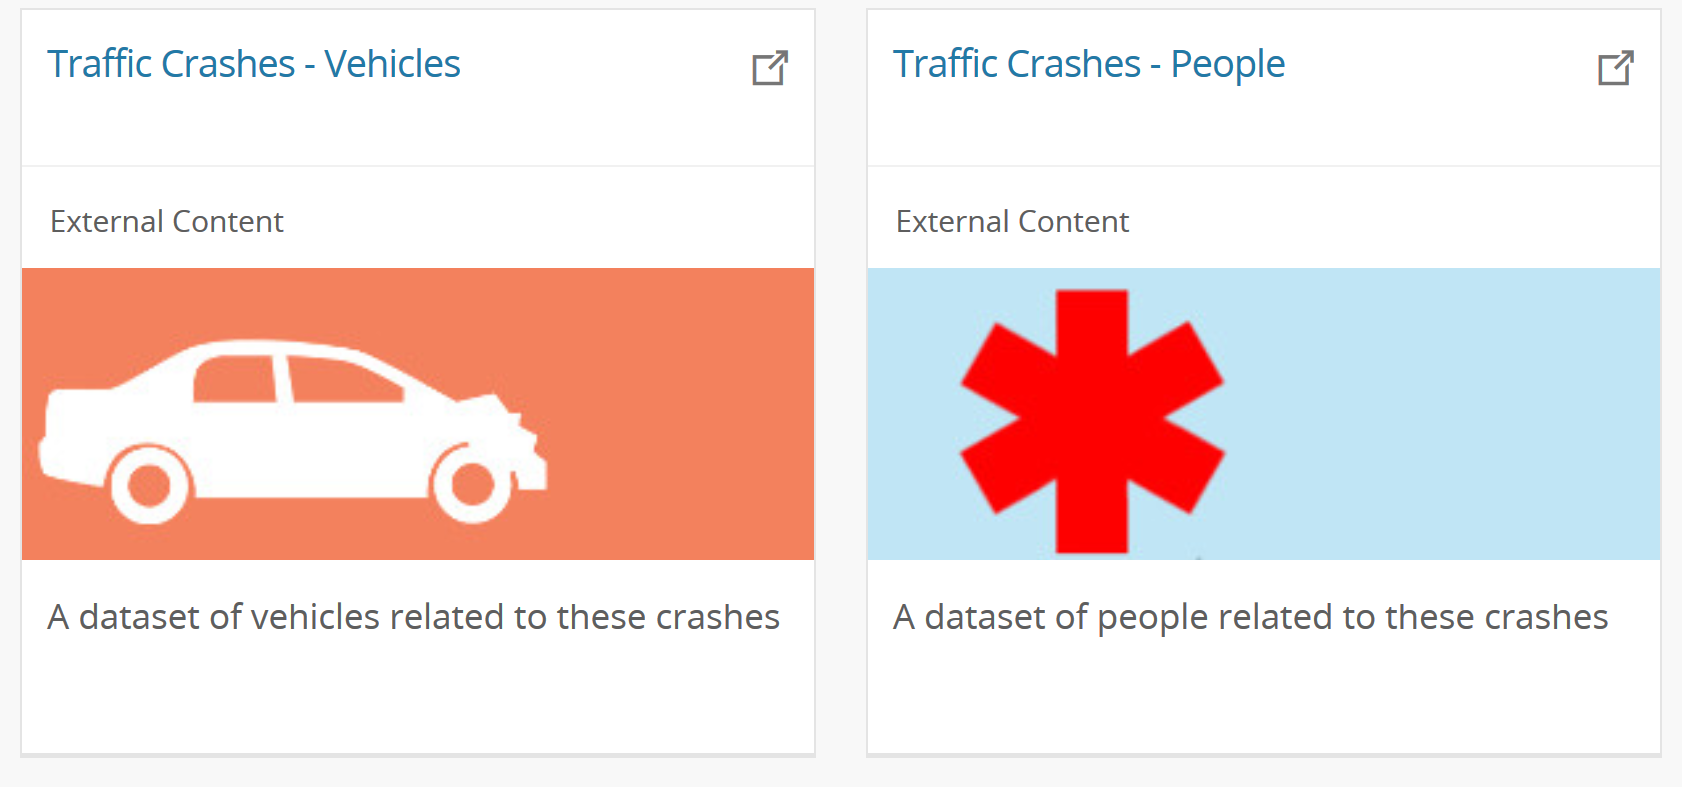 Traffic Crashes - Vehicles
External Content
A dataset of vehicles related to these crashes
Traffic Crashes - People
External Content
A dataset of people related to these crashes